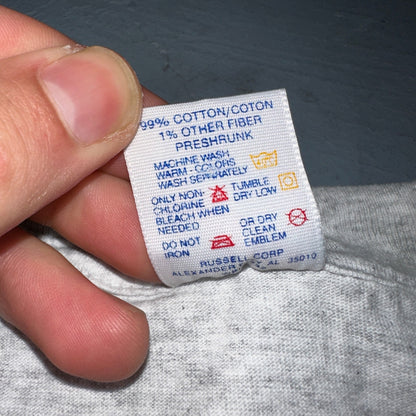 99% COTTON/COTON
1% OTHER FIBER
PRESHRUNK
MACHINE WASH
WARM - COLORS
WASH SEPARATELY
ONLY NON-
CHLORINE
BLEACH WHEN
NEEDED
TUMBLE
DRY LOW
DO NOT
IRON
OR DRY
CLEAN
EMBLEM
RUSSELL CORP
AL 35010